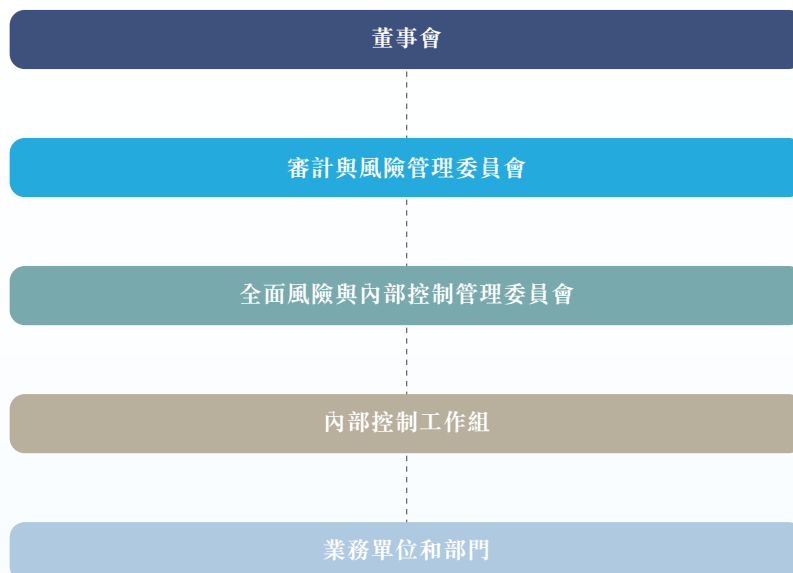 董事會
審計與風險管理委員會
全面風險與內部控制管理委員會
內部控制工作組
業務單位和部門